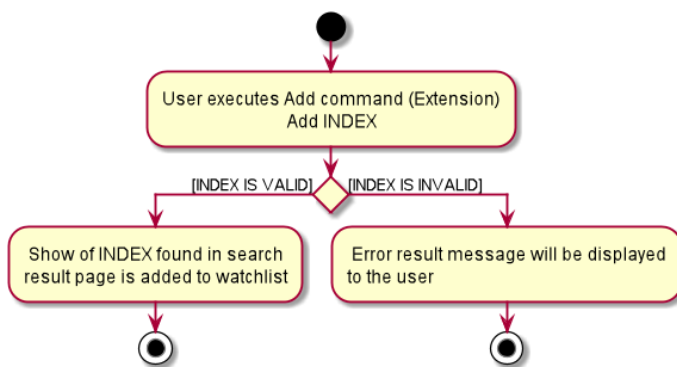 User executes Add command (Extension)
Add INDEX
[INDEX IS VALID]
[INDEX IS INVALID]
Show of INDEX found in search
result page is added to watchlist
Error result message will be displayed
to the user